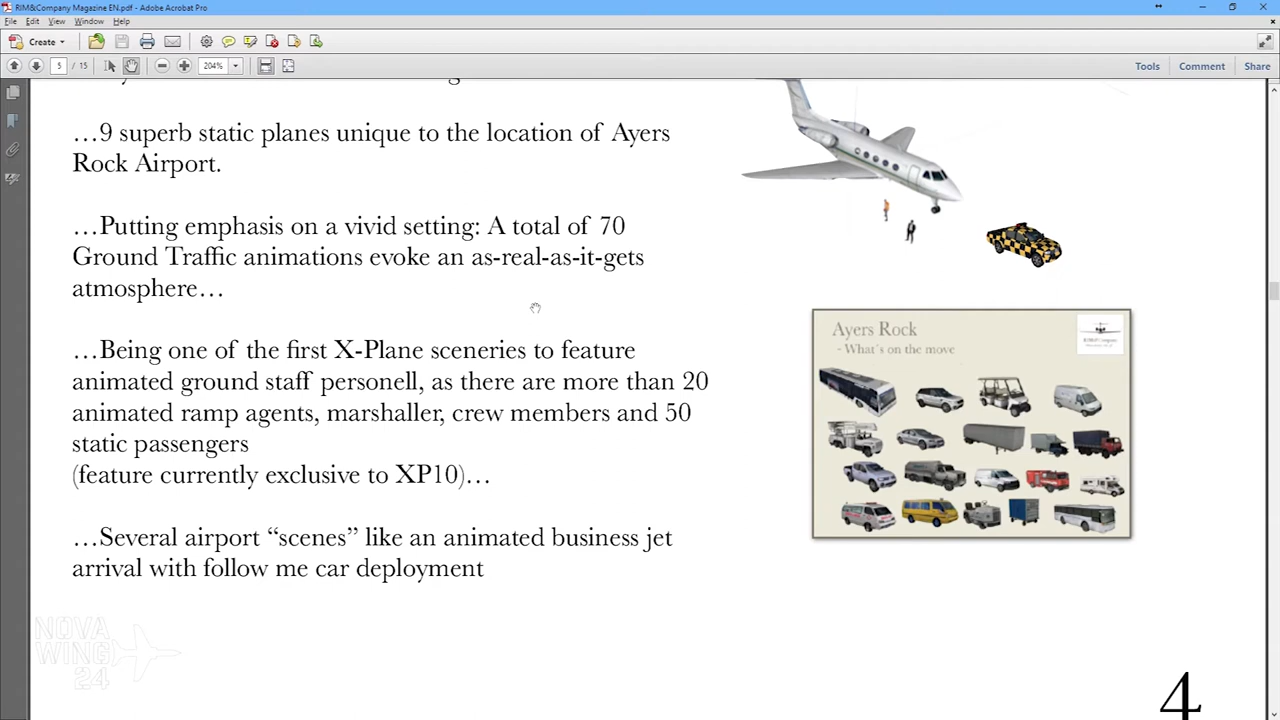 RIM&Company Magazine EN.pdf - Adobe Acrobat Pro
File Edit View Window Help
Create
5 / 15
204%
Tools Comment Share
…9 superb static planes unique to the location of Ayers
Rock Airport.
…Putting emphasis on a vivid setting: A total of 70
Ground Traffic animations evoke an as-real-as-it-gets
atmosphere…
…Being one of the first X-Plane sceneries to feature
animated ground staff personell, as there are more than 20
animated ramp agents, marshaller, crew members and 50
static passengers
(feature currently exclusive to XP10)…
…Several airport “scenes” like an animated business jet
arrival with follow me car deployment
Ayers Rock
- What´s on the move
RIM&Company
NOVA
WING
24
4